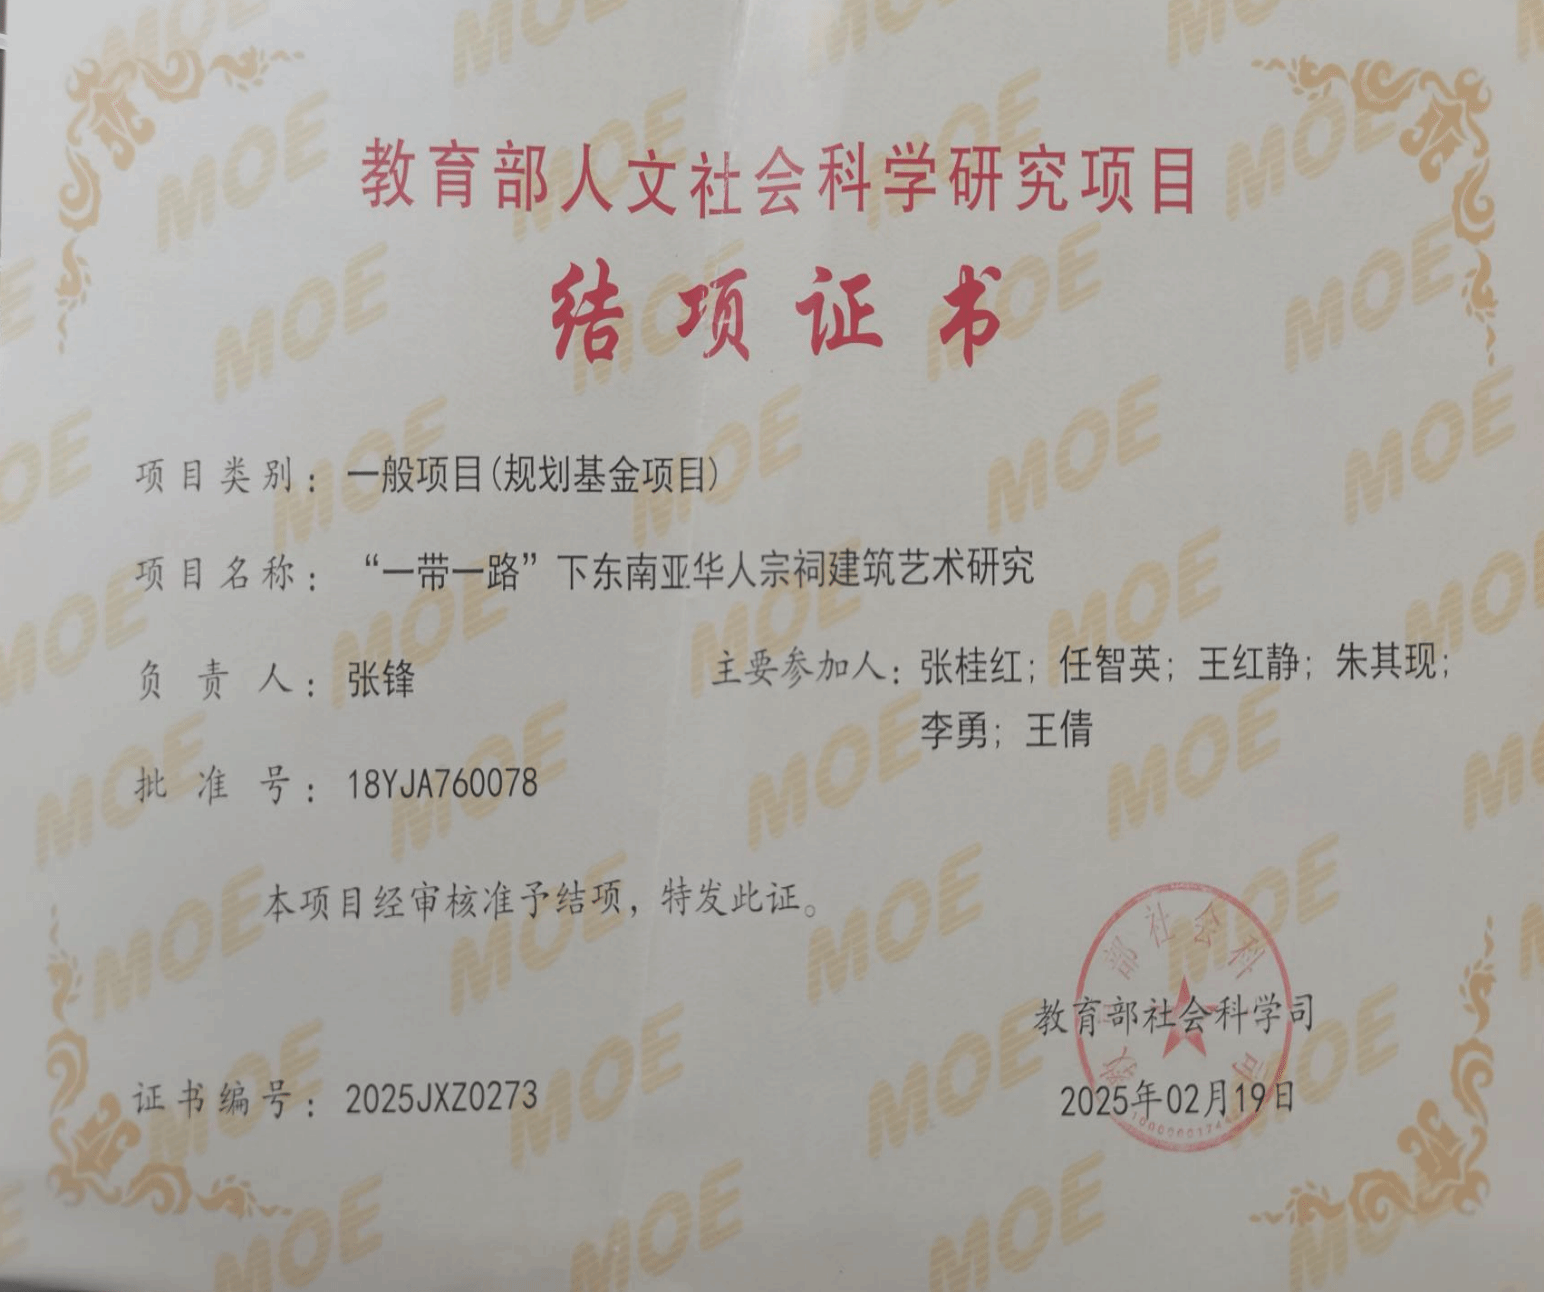 教育部人文社会科学研究项目
结项证书
项目类别：一般项目(规划基金项目)
项目名称：“一带一路”下东南亚华人宗祠建筑艺术研究
负责人：张锋
主要参加人：张桂红；任智英；王红静；朱其现；
李勇；王倩
批准号：18YJA760078
本项目经审核准予结项，特发此证。
教育部社会科学司
证书编号：2025JXZ0273
2025年02月19日
MOE